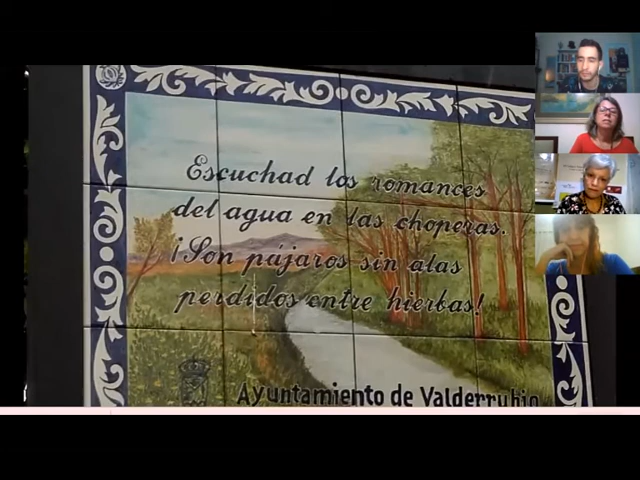 Escuchad los romances
del agua en las choperas.
¡Son pájaros sin alas
perdidos entre hierbas!
Ayuntamiento de Valderrubio